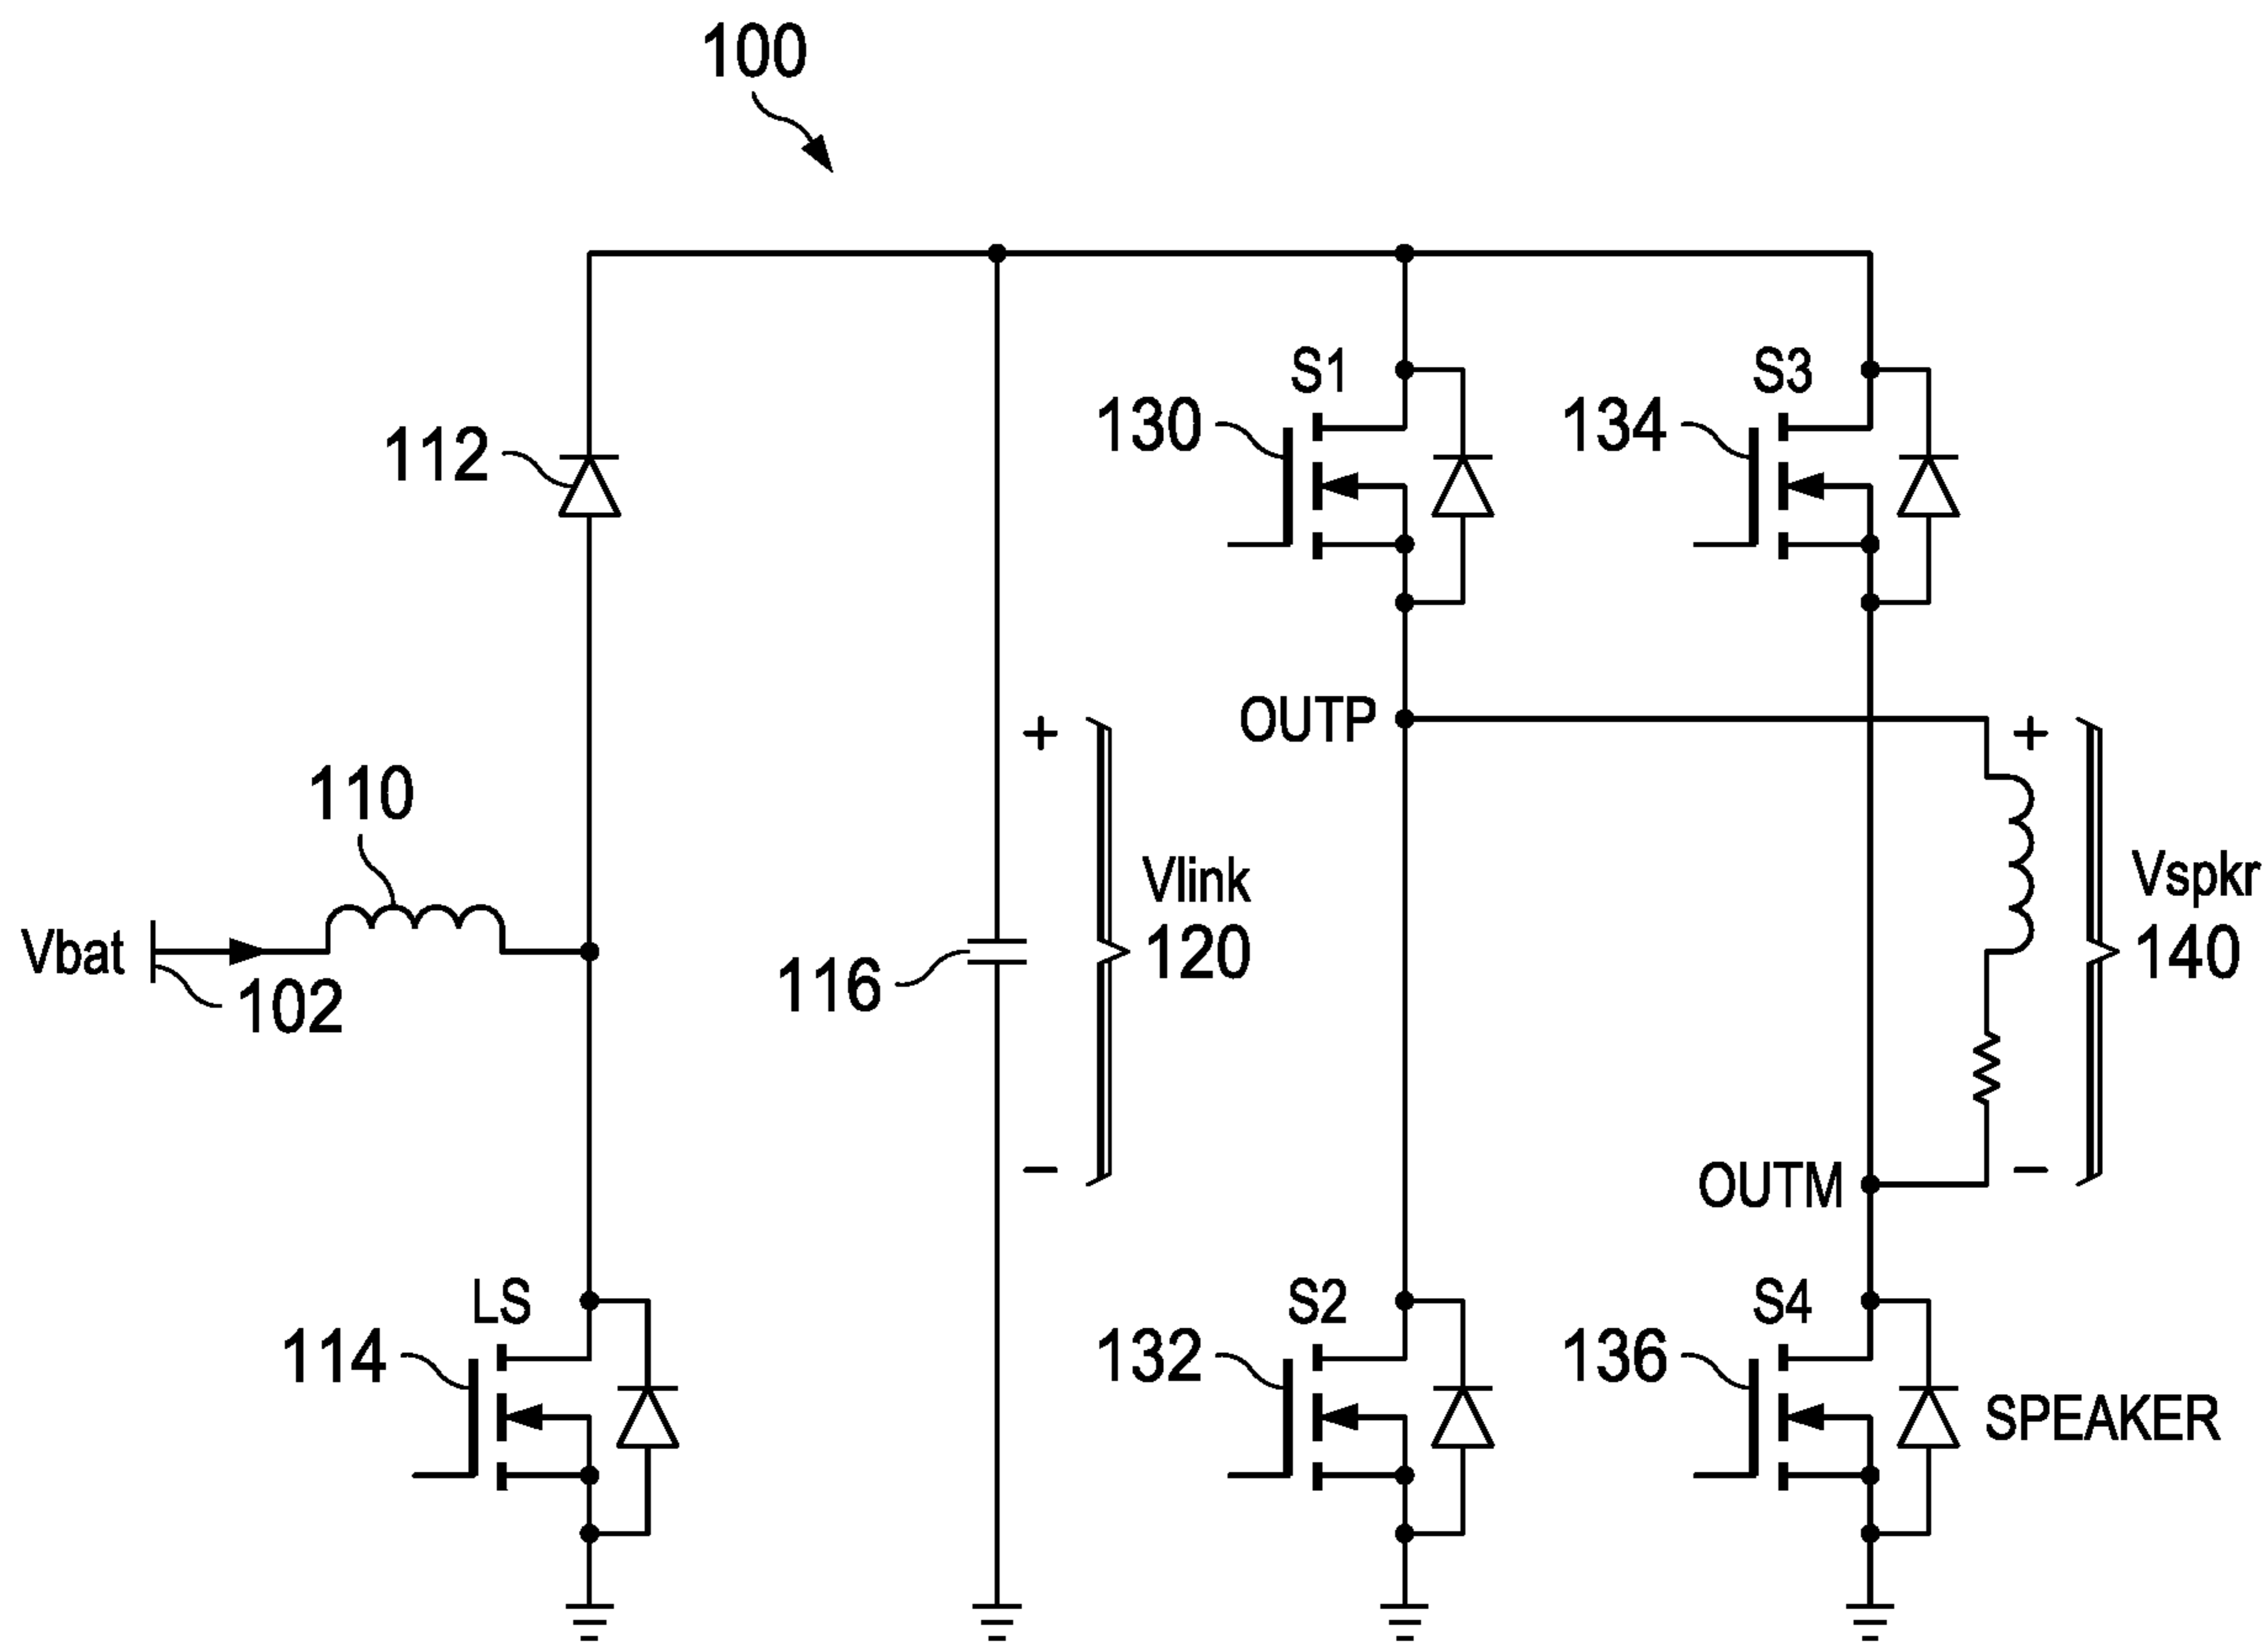 100
S1
S3
130
134
112
OUTP
+
+
110
Vlink
Vspkr
Vbat
120
140
116
102
−
−
OUTM
LS
S2
S4
114
132
136
SPEAKER